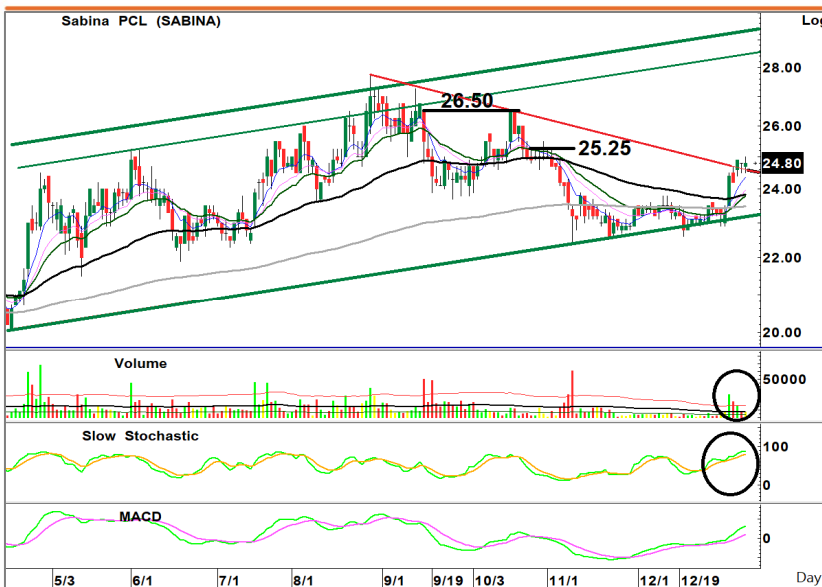 Sabina PCL (SABINA)
Log
28.00
26.50
26.00
25.25
24.80
24.00
22.00
20.00
Volume
50000
Slow Stochastic
100
0
MACD
0
5/3 6/1 7/1 8/1 9/1 9/19 10/3 11/1 12/1 12/19 Day